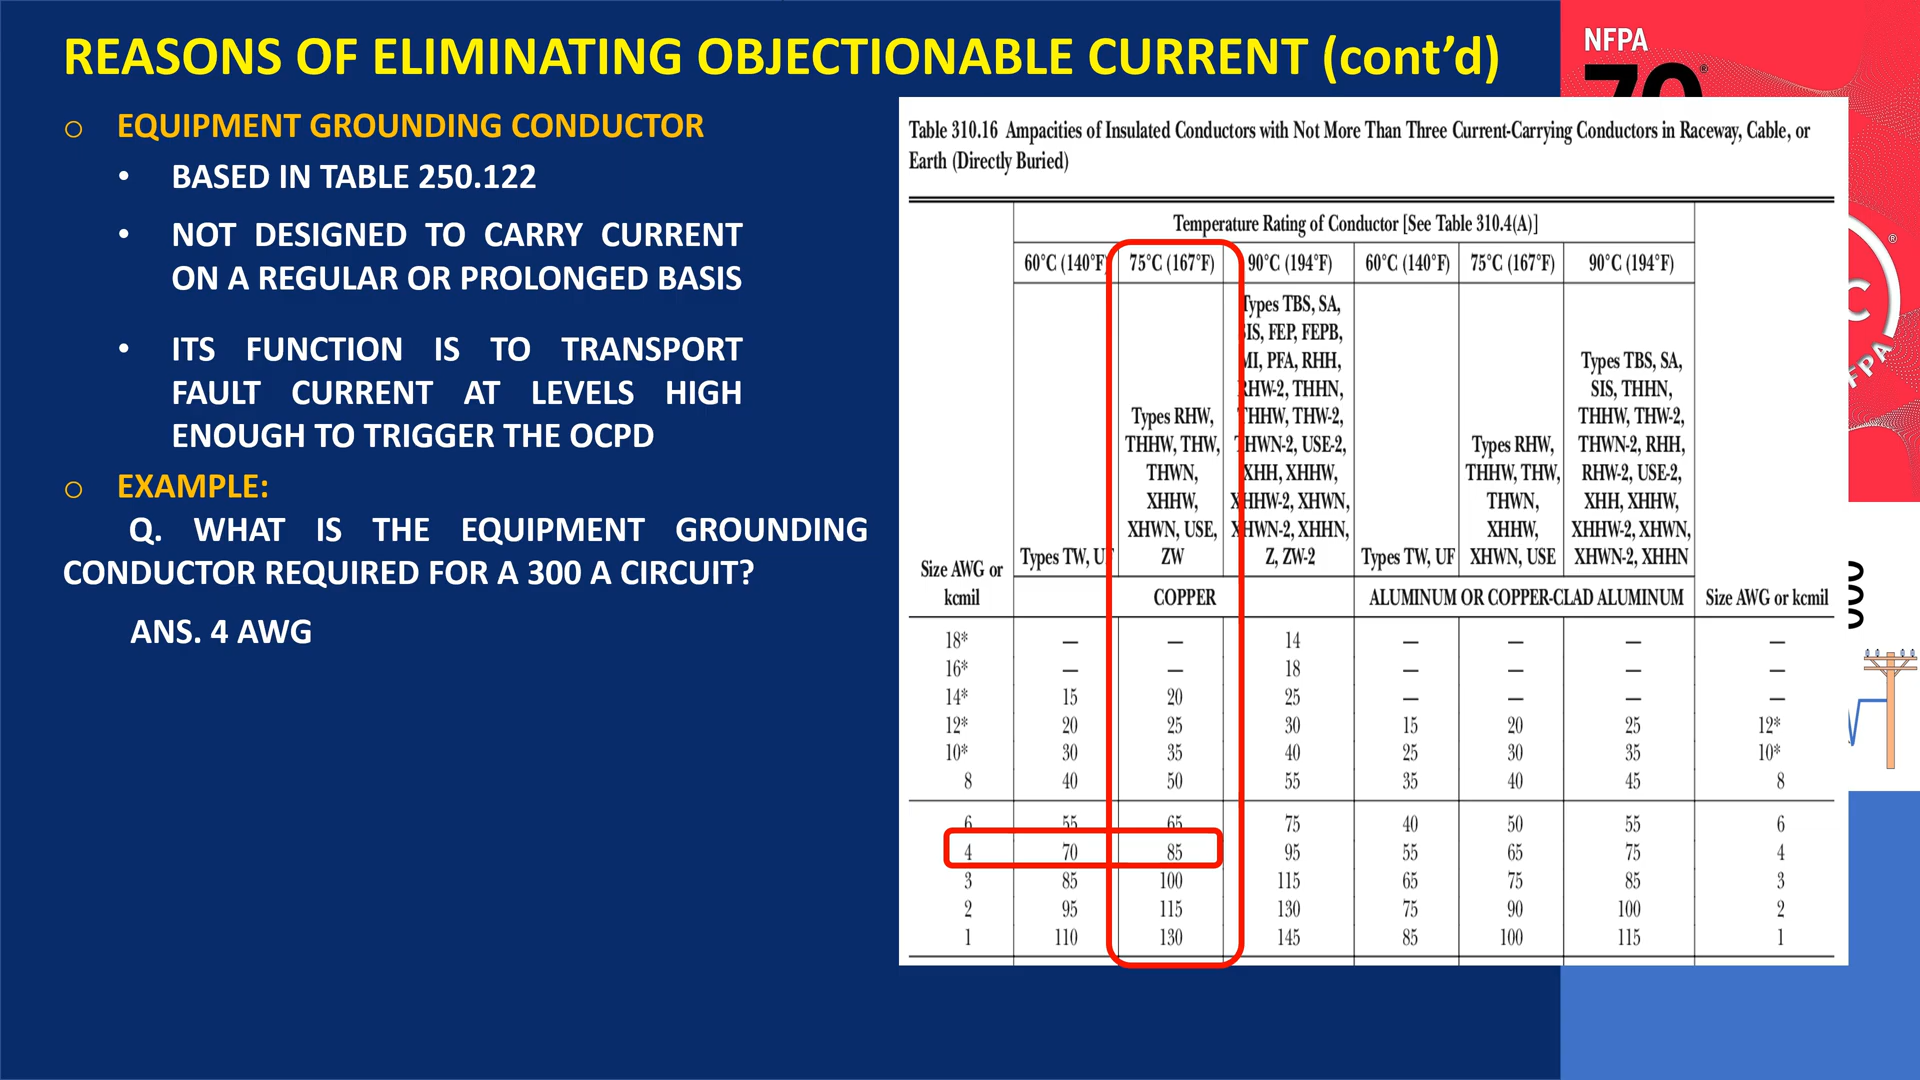 REASONS OF ELIMINATING OBJECTIONABLE CURRENT (cont’d)
NFPA
70®
o EQUIPMENT GROUNDING CONDUCTOR
• BASED IN TABLE 250.122
• NOT DESIGNED TO CARRY CURRENT
ON A REGULAR OR PROLONGED BASIS
• ITS FUNCTION IS TO TRANSPORT
FAULT CURRENT AT LEVELS HIGH
ENOUGH TO TRIGGER THE OCPD
o EXAMPLE:
Q. WHAT IS THE EQUIPMENT GROUNDING
CONDUCTOR REQUIRED FOR A 300 A CIRCUIT?
ANS. 4 AWG
Table 310.16 Ampacities of Insulated Conductors with Not More Than Three Current-Carrying Conductors in Raceway, Cable, or
Earth (Directly Buried)
Temperature Rating of Conductor [See Table 310.4(A)]
60°C (140°F) 75°C (167°F) 90°C (194°F) 60°C (140°F) 75°C (167°F) 90°C (194°F)
Types TW, UF
Types RHW,
THHW, THW,
THWN,
XHHW,
XHWN, USE,
ZW
Types TBS, SA,
SIS, FEP, FEPB,
MI, PFA, RHH,
RHW-2, THHN,
THHW, THW-2,
THWN-2, USE-2,
XHH, XHHW,
XHHW-2, XHWN,
XHWN-2, XHHN,
Z, ZW-2
Types TW, UF
Types RHW,
THHW, THW,
THWN,
XHHW,
XHWN, USE
Types TBS, SA,
SIS, THHN,
THHW, THW-2,
THWN-2, RHH,
RHW-2, USE-2,
XHH, XHHW,
XHHW-2, XHWN,
XHWN-2, XHHN
Size AWG or
kcmil
COPPER
ALUMINUM OR COPPER-CLAD ALUMINUM
Size AWG or kcmil
18* — — 14 — — — —
16* — — 18 — — — —
14* 15 20 25 — — — —
12* 20 25 30 15 20 25 12*
10* 30 35 40 25 30 35 10*
8 40 50 55 35 40 45 8
6 55 65 75 40 50 55 6
4 70 85 95 55 65 75 4
3 85 100 115 65 75 85 3
2 95 115 130 75 90 100 2
1 110 130 145 85 100 115 1